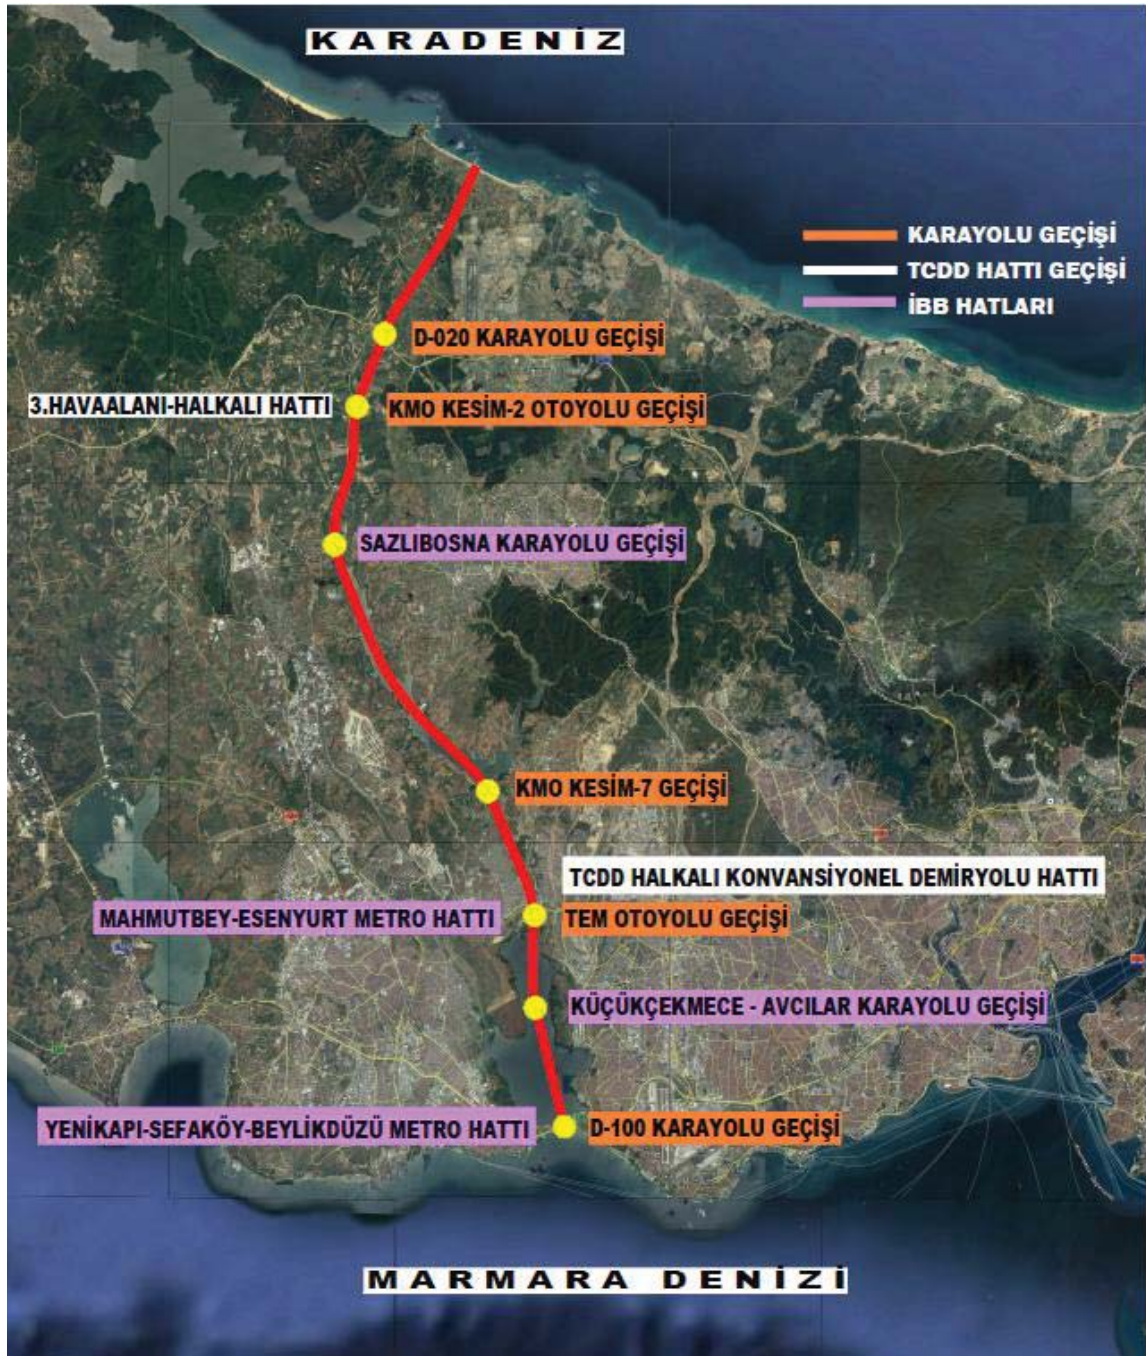 KARADENİZ
KARAYOLU GEÇİŞİ
TCDD HATTI GEÇİŞİ
İBB HATLARI
D-020 KARAYOLU GEÇİŞİ
3.HAVAALANI-HALKALI HATTI
KMO KESİM-2 OTOYOLU GEÇİŞİ
SAZLIBOSNA KARAYOLU GEÇİŞİ
KMO KESİM-7 GEÇİŞİ
TCDD HALKALI KONVANSİYONEL DEMİRYOLU HATTI
MAHMUTBEY-ESENYURT METRO HATTI
TEM OTOYOLU GEÇİŞİ
KÜÇÜKÇEKMECE - AVCILAR KARAYOLU GEÇİŞİ
YENİKAPI-SEFAKÖY-BEYLİKDÜZÜ METRO HATTI
D-100 KARAYOLU GEÇİŞİ
MARMARA DENİZİ